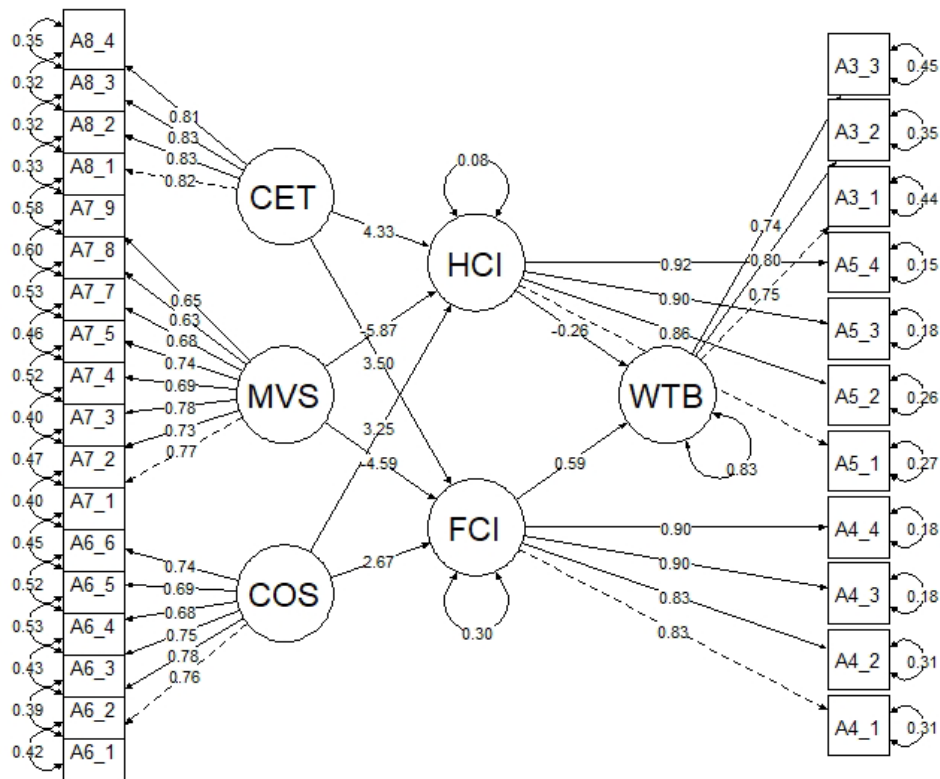 0.35 A8_4
0.32 A8_3
0.32 A8_2
0.33 A8_1
0.58 A7_9
0.60 A7_8
0.53 A7_7
0.46 A7_5
0.52 A7_4
0.40 A7_3
0.47 A7_2
0.40 A7_1
0.45 A6_6
0.52 A6_5
0.53 A6_4
0.43 A6_3
0.39 A6_2
0.42 A6_1
0.81
0.83
0.83
0.82
0.65
0.63
0.68
0.74
0.69
0.78
0.73
0.77
0.74
0.69
0.68
0.75
0.78
0.76
CET
MVS
COS
4.33
-5.87
3.50
3.25
-4.59
2.67
0.08
HCI
FCI
0.30
-0.26
0.59
WTB
0.83
0.74
0.80
0.75
0.92
0.90
0.86
0.90
0.90
0.83
0.83
A3_3 0.45
A3_2 0.35
A3_1 0.44
A5_4 0.15
A5_3 0.18
A5_2 0.26
A5_1 0.27
A4_4 0.18
A4_3 0.18
A4_2 0.31
A4_1 0.31